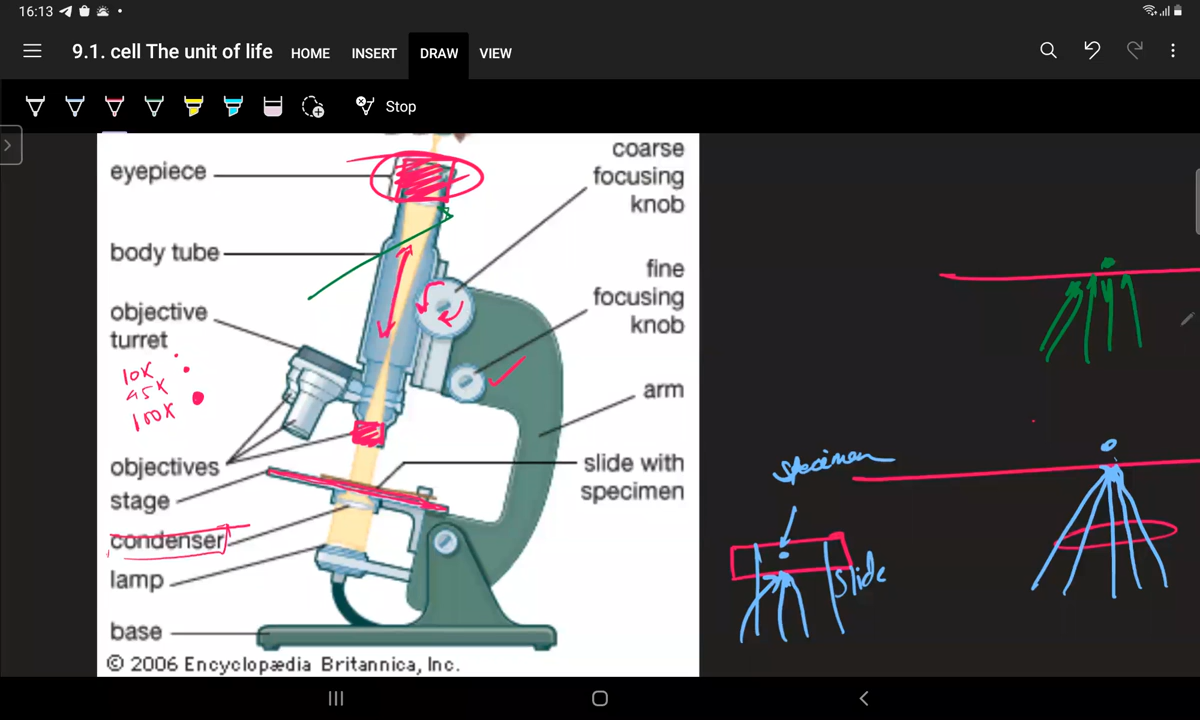 16:13
9.1. cell The unit of life
HOME
INSERT
DRAW
VIEW
Stop
eyepiece
body tube
objective
turret
10x
45x
100x
objectives
stage
condenser
lamp
base
coarse
focusing
knob
fine
focusing
knob
arm
slide with
specimen
© 2006 Encyclopædia Britannica, Inc.
specimen
slide